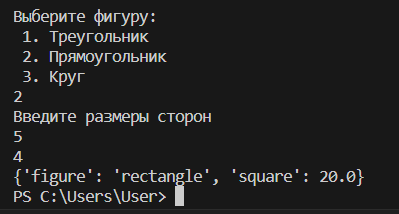 Выберите фигуру:
1. Треугольник
2. Прямоугольник
3. Круг
2
Введите размеры сторон
5
4
{'figure': 'rectangle', 'square': 20.0}
PS C:\Users\User>